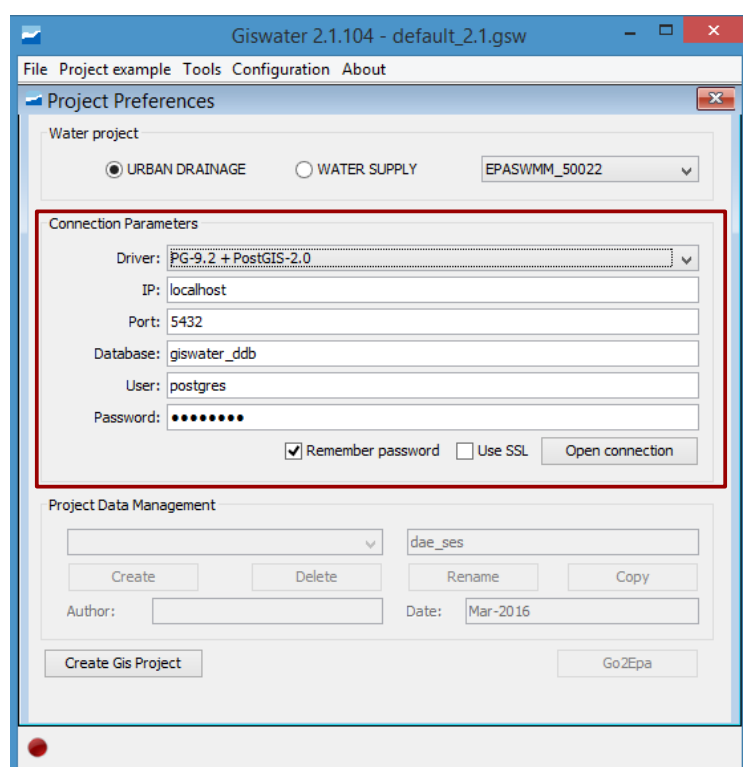 Giswater 2.1.104 - default_2.1.gsw
File Project example Tools Configuration About
Project Preferences
Water project
URBAN DRAINAGE WATER SUPPLY EPASWMM_50022
Connection Parameters
Driver: PG-9.2 + PostGIS-2.0
IP: localhost
Port: 5432
Database: giswater_ddb
User: postgres
Password: ●●●●●●●●
Remember password Use SSL Open connection
Project Data Management
dae_ses
Create Delete Rename Copy
Author: Date: Mar-2016
Create Gis Project Go2Epa